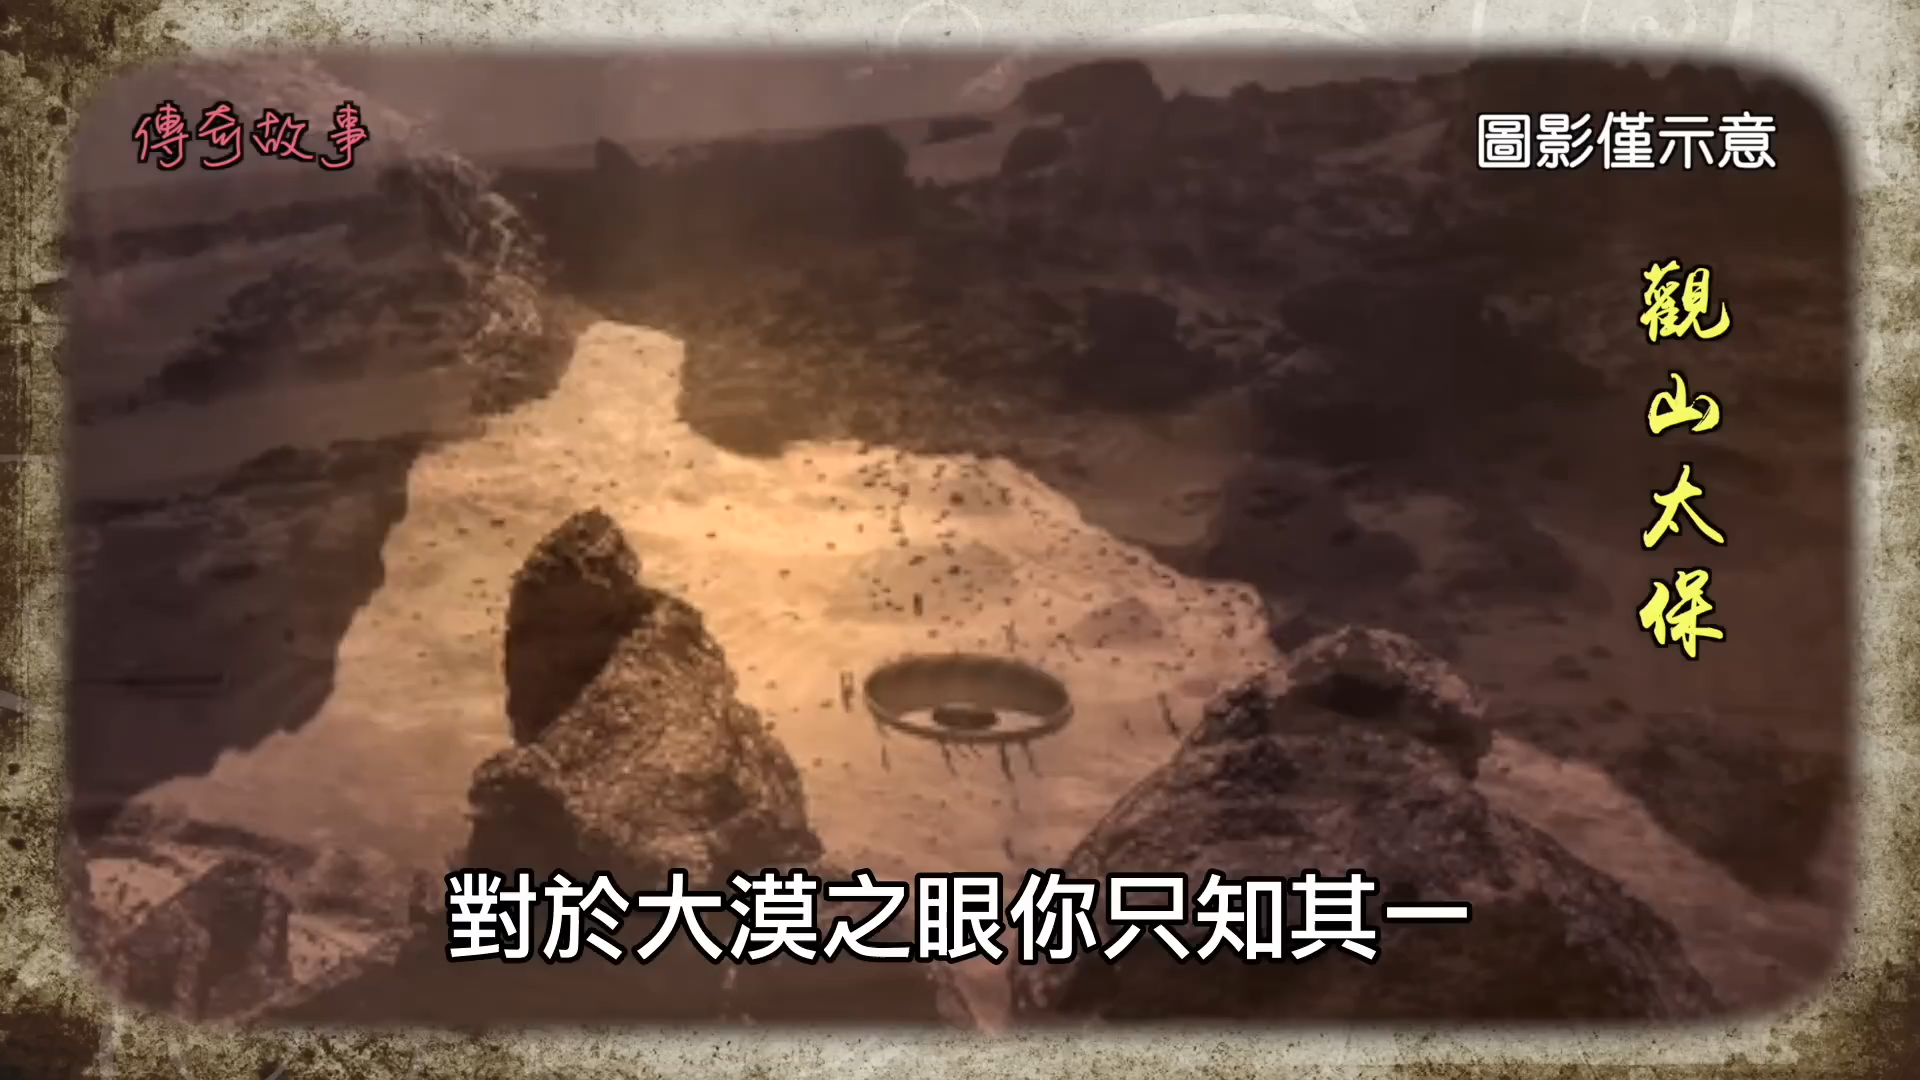 傳奇故事
圖影僅示意
觀山太保
對於大漠之眼你只知其一